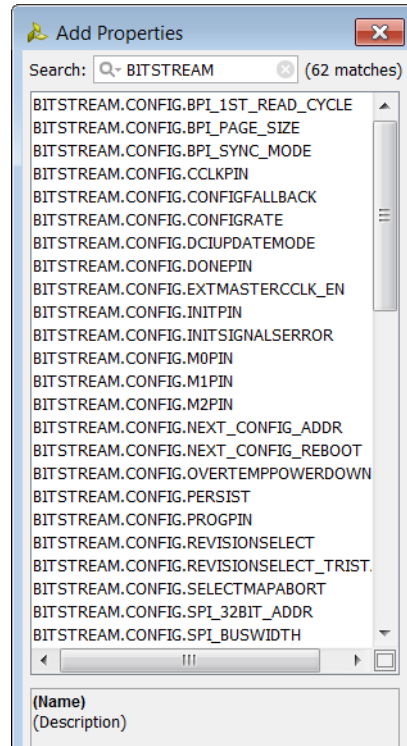 Add Properties
Search: BITSTREAM (62 matches)
BITSTREAM.CONFIG.BPI_1ST_READ_CYCLE
BITSTREAM.CONFIG.BPI_PAGE_SIZE
BITSTREAM.CONFIG.BPI_SYNC_MODE
BITSTREAM.CONFIG.CCLKPIN
BITSTREAM.CONFIG.CONFIGFALLBACK
BITSTREAM.CONFIG.CONFIGRATE
BITSTREAM.CONFIG.DCIUPDATEMODE
BITSTREAM.CONFIG.DONEPIN
BITSTREAM.CONFIG.EXTMASTERCCLK_EN
BITSTREAM.CONFIG.INITPIN
BITSTREAM.CONFIG.INITSIGNALSERROR
BITSTREAM.CONFIG.M0PIN
BITSTREAM.CONFIG.M1PIN
BITSTREAM.CONFIG.M2PIN
BITSTREAM.CONFIG.NEXT_CONFIG_ADDR
BITSTREAM.CONFIG.NEXT_CONFIG_REBOOT
BITSTREAM.CONFIG.OVERTEMPPOWERDOWN
BITSTREAM.CONFIG.PERSIST
BITSTREAM.CONFIG.PROGPIN
BITSTREAM.CONFIG.REVISIONSELECT
BITSTREAM.CONFIG.REVISIONSELECT_TRIST.
BITSTREAM.CONFIG.SELECTMAPABORT
BITSTREAM.CONFIG.SPI_32BIT_ADDR
BITSTREAM.CONFIG.SPI_BUSWIDTH
(Name)
(Description)